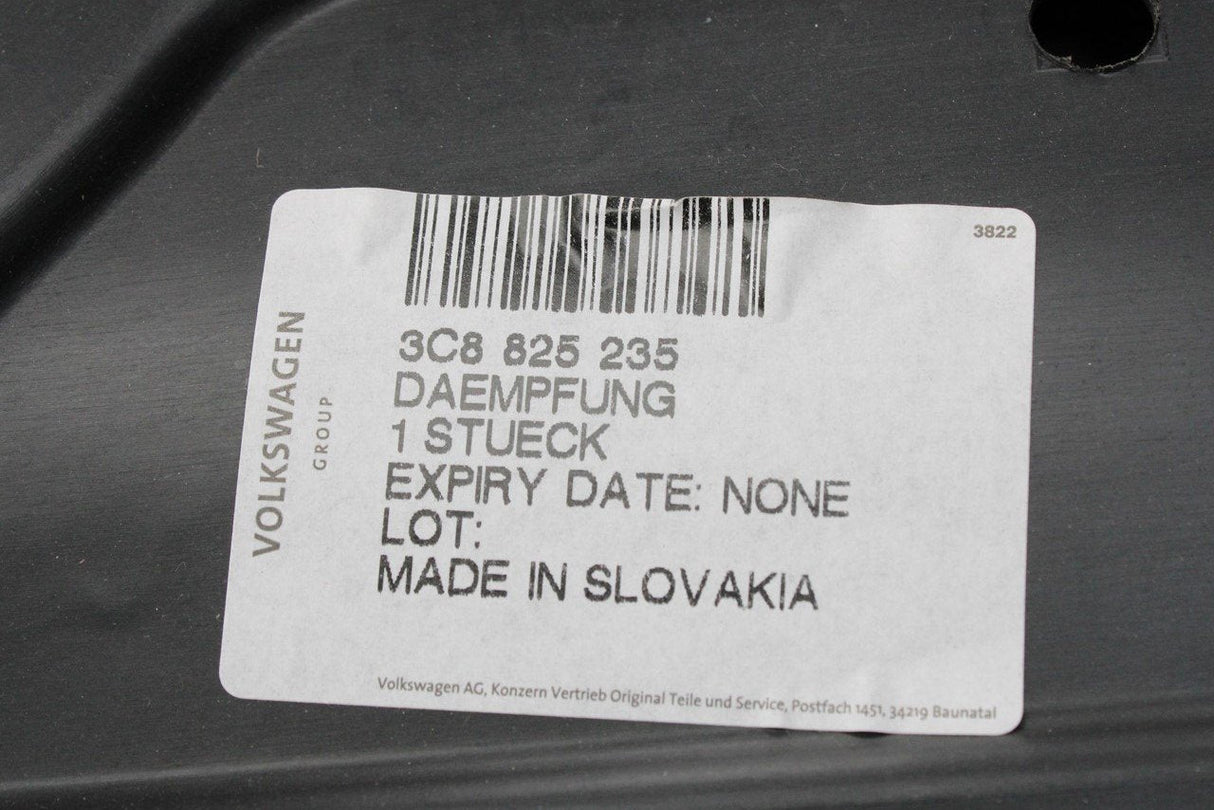 3822
3C8 825 235
DAEMPFUNG
1 STUECK
EXPIRY DATE: NONE
LOT:
MADE IN SLOVAKIA
VOLKSWAGEN
GROUP
Volkswagen AG, Konzern Vertrieb Original Teile und Service, Postfach 1451, 34219 Baunatal